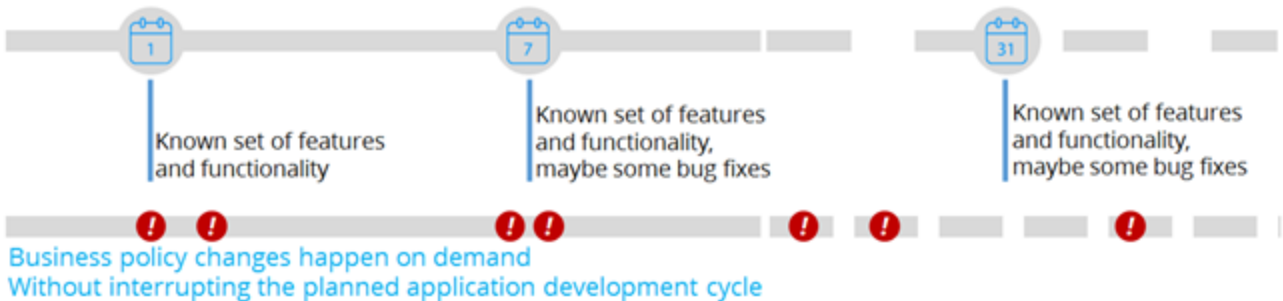 1
7
31
Known set of features
and functionality
Known set of features
and functionality,
maybe some bug fixes
Known set of features
and functionality,
maybe some bug fixes
! ! ! ! ! ! !
Business policy changes happen on demand
Without interrupting the planned application development cycle